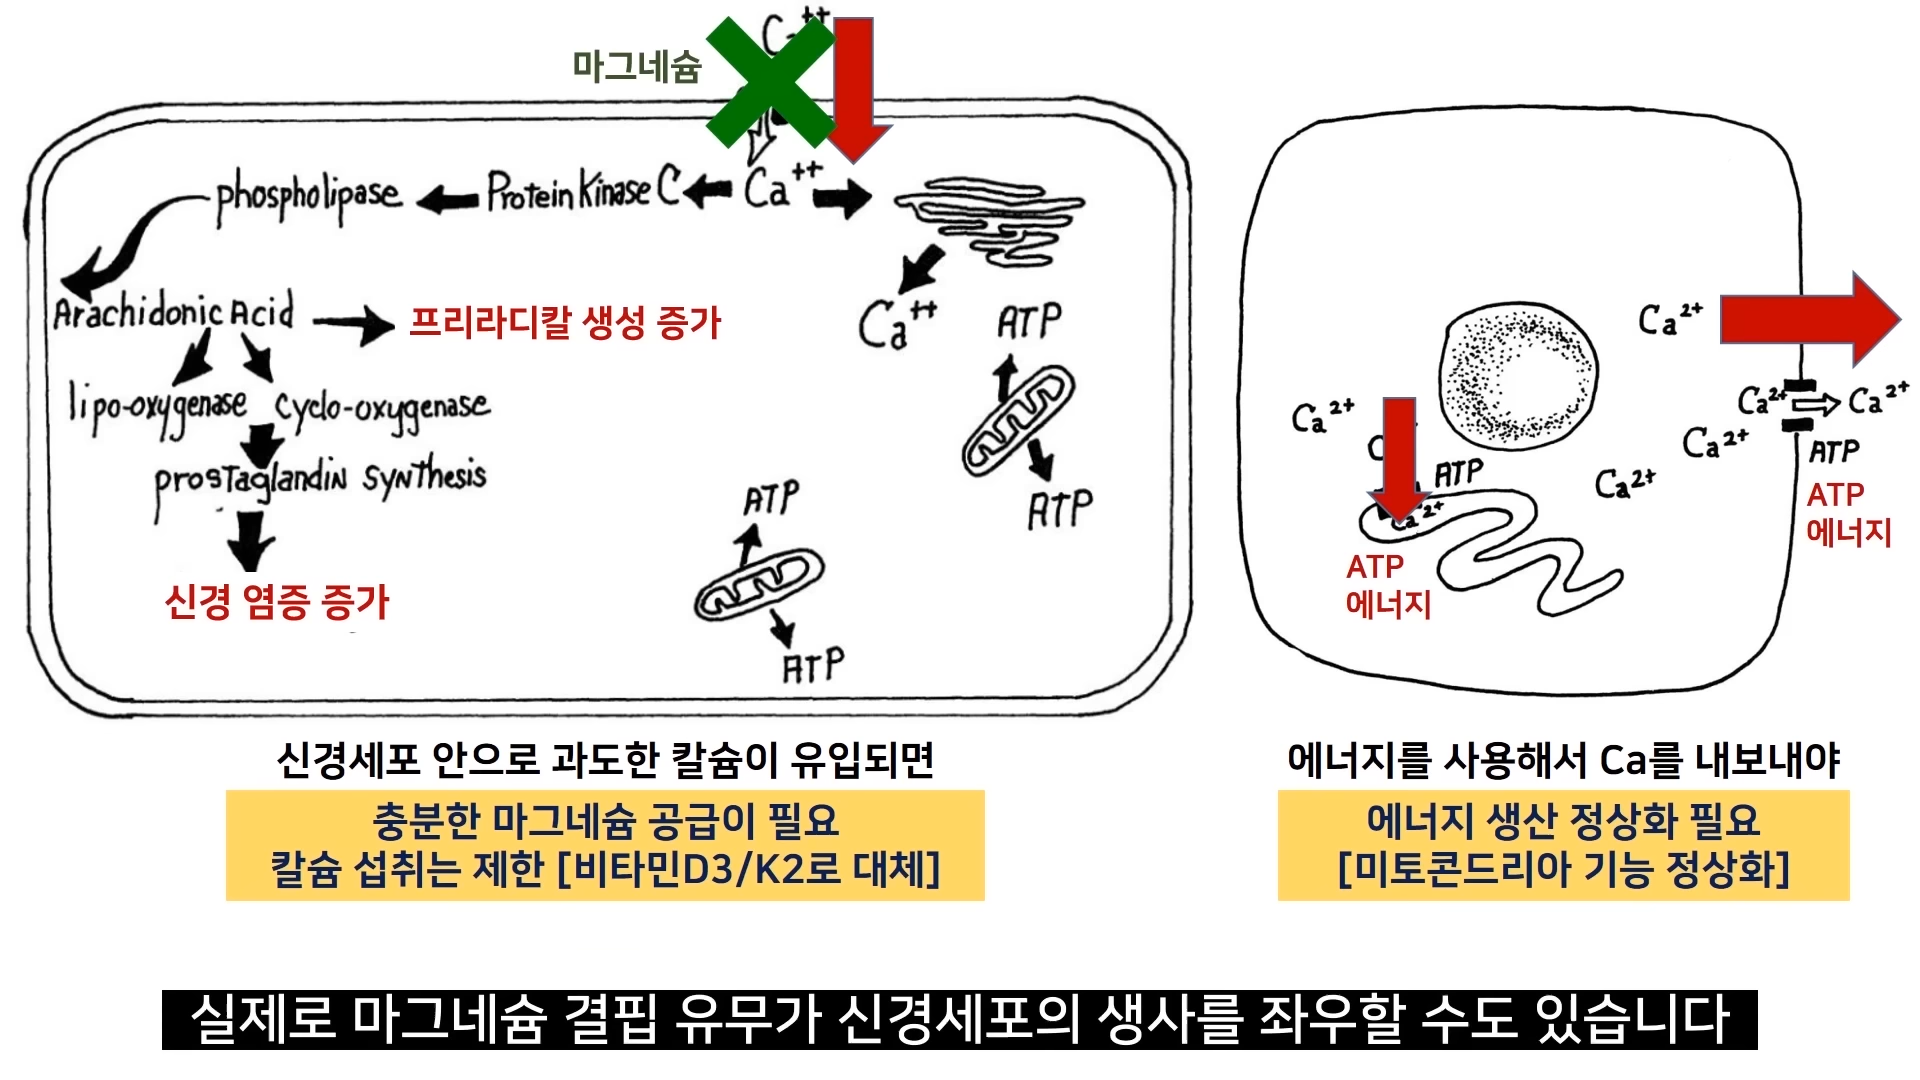 마그네슘
Ca++
phospholipase
Protein Kinase C
Ca++
Arachidonic Acid
프리라디칼 생성 증가
Ca++
ATP
lipo-oxygenase
cyclo-oxygenase
prostaglandin synthesis
ATP
ATP
신경 염증 증가
ATP
Ca2+
Ca2+
Ca2+
Ca2+
Ca2+
ATP
ATP
에너지
ATP
Ca2+
Ca2+
ATP
에너지
신경세포 안으로 과도한 칼슘이 유입되면
충분한 마그네슘 공급이 필요
칼슘 섭취는 제한 [비타민D3/K2로 대체]
에너지를 사용해서 Ca를 내보내야
에너지 생산 정상화 필요
[미토콘드리아 기능 정상화]
실제로 마그네슘 결핍 유무가 신경세포의 생사를 좌우할 수도 있습니다